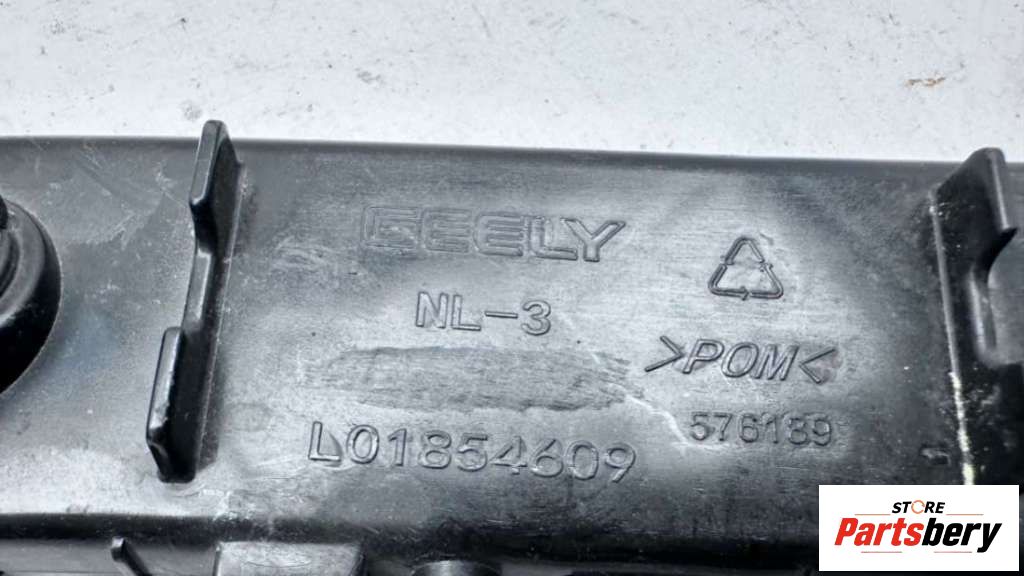 GEELY
NL-3
>POM<
L01854609
576189
STORE
Partsbery